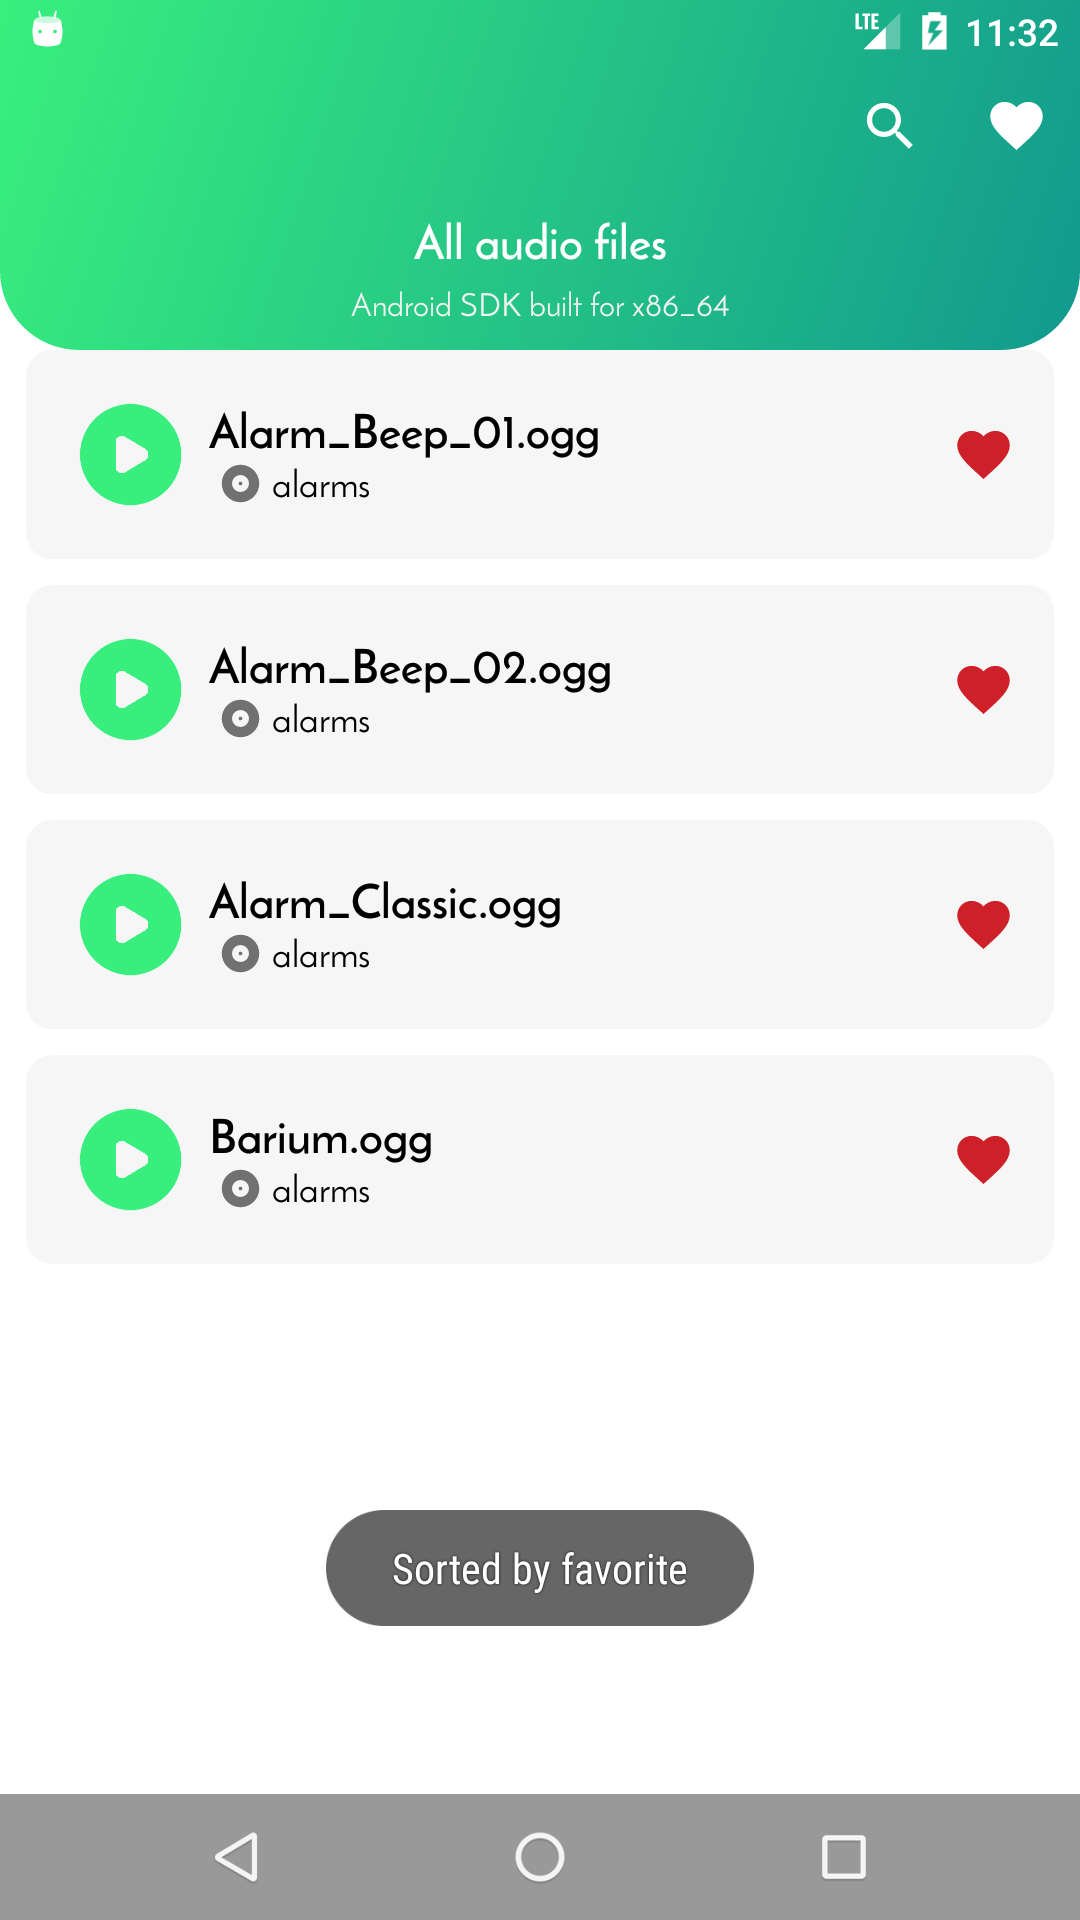 LTE 11:32
All audio files
Android SDK built for x86_64
Alarm_Beep_01.ogg
alarms
Alarm_Beep_02.ogg
alarms
Alarm_Classic.ogg
alarms
Barium.ogg
alarms
Sorted by favorite